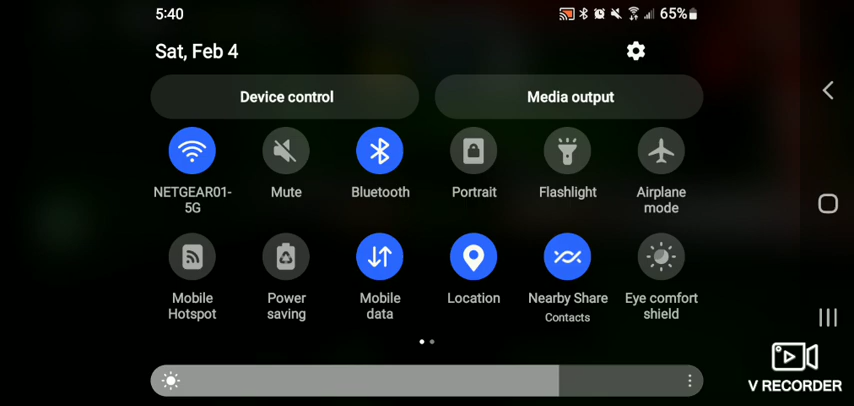 5:40
65%
Sat, Feb 4
Device control
Media output
NETGEAR01-
5G
Mute
Bluetooth
Portrait
Flashlight
Airplane
mode
Mobile
Hotspot
Power
saving
Mobile
data
Location
Nearby Share
Contacts
Eye comfort
shield
V RECORDER